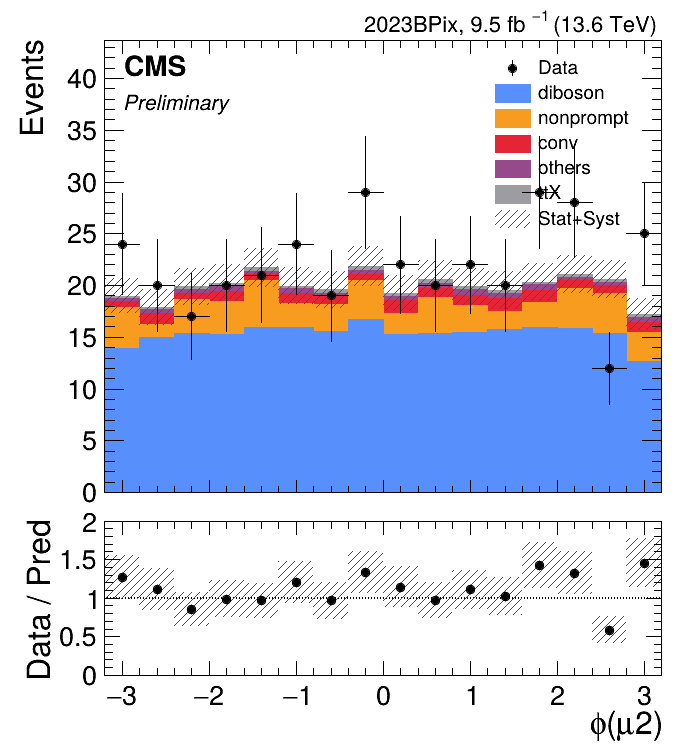 2023BPix, 9.5 fb⁻¹ (13.6 TeV)
CMS
Preliminary
Events
Data
diboson
nonprompt
conv
others
ttX
Stat+Syst
40
35
30
25
20
15
10
5
0
Data / Pred
2
1.5
1
0.5
0
−3 −2 −1 0 1 2 3
ϕ(μ2)